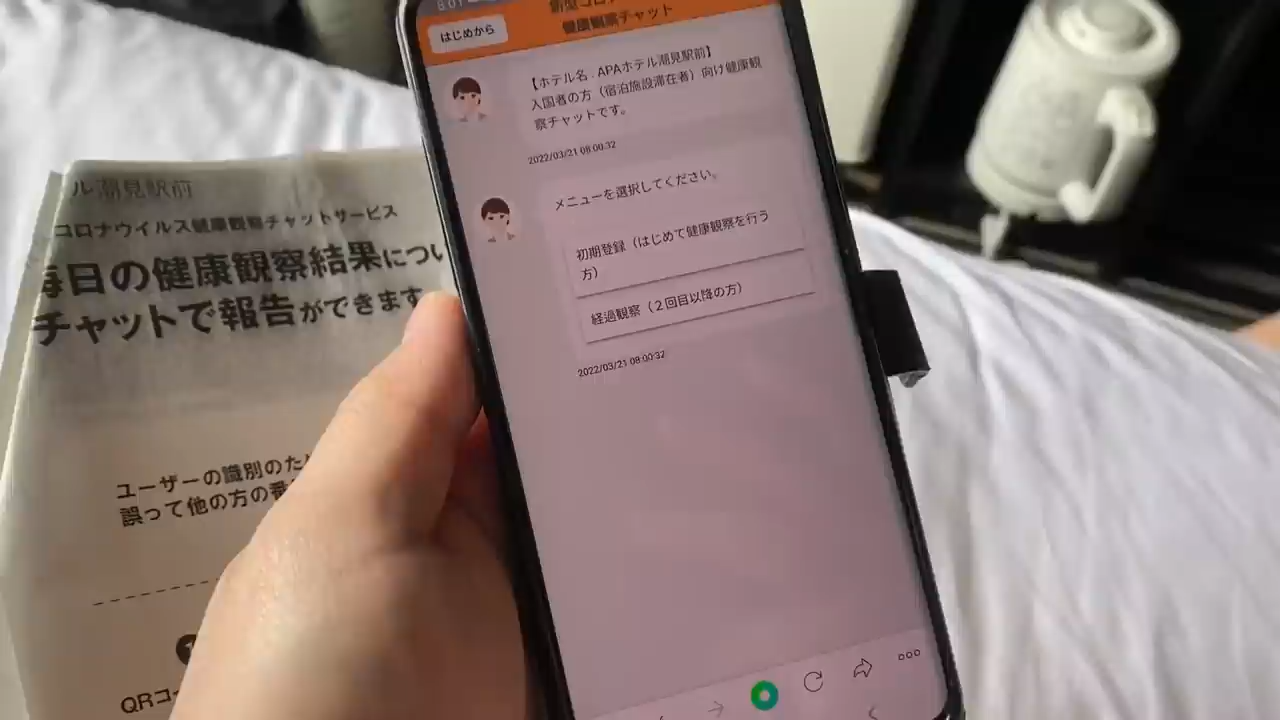 8:01
はじめから
新型コロナ
健康観察チャット
【ホテル名 . APAホテル潮見駅前】
入国者の方（宿泊施設滞在者）向け健康観
察チャットです。
2022/03/21 08:00:32
メニューを選択してください。
初期登録（はじめて健康観察を行う
方）
経過観察（２回目以降の方）
2022/03/21 08:00:32
ル潮見駅前
コロナウイルス健康観察チャットサービス
毎日の健康観察結果につい
チャットで報告ができます
ユーザーの識別のた
誤って他の方の番
QRコー